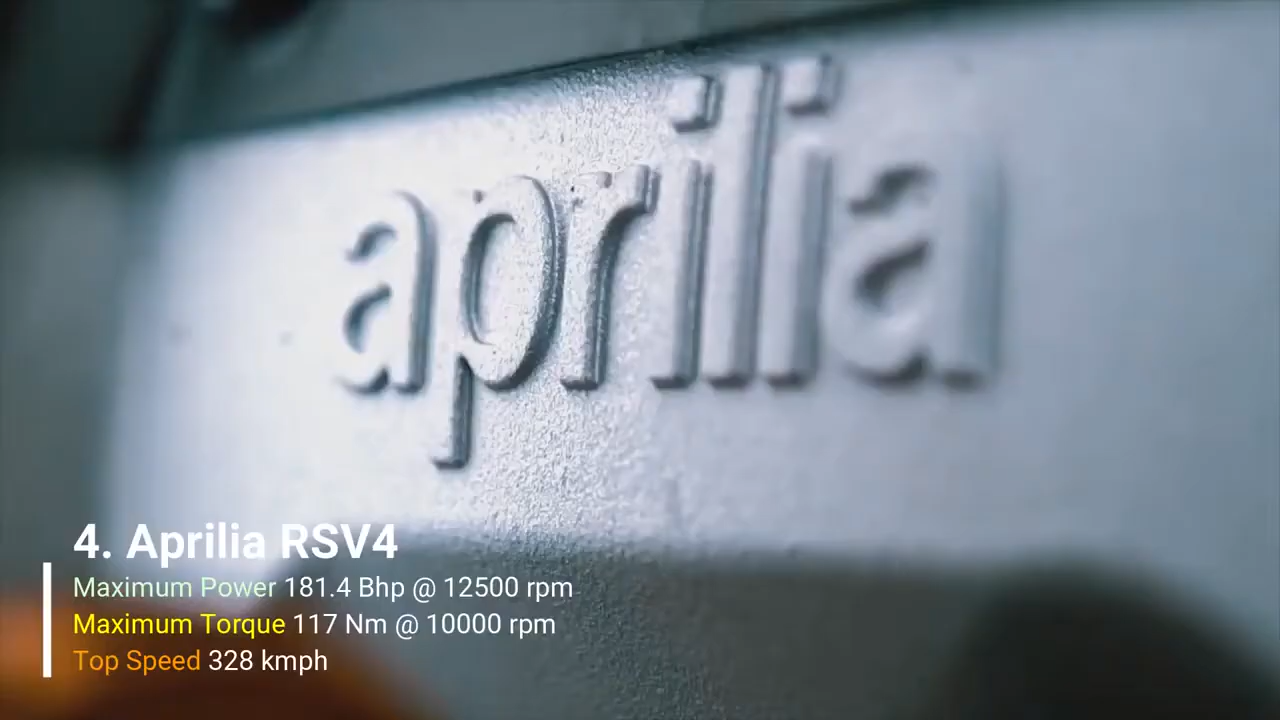 aprilia
4. Aprilia RSV4
Maximum Power 181.4 Bhp @ 12500 rpm
Maximum Torque 117 Nm @ 10000 rpm
Top Speed 328 kmph